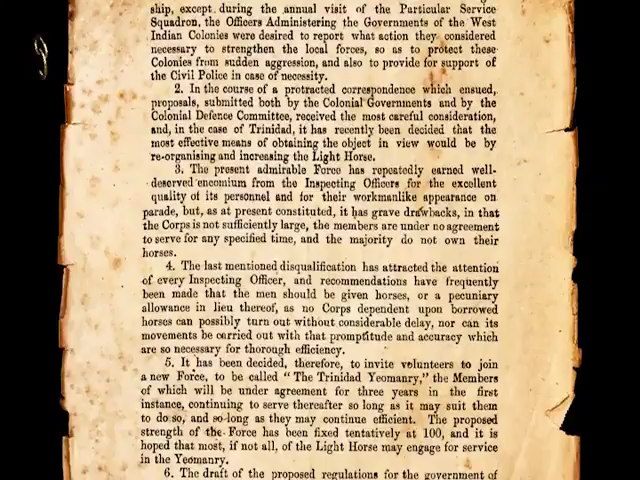 ship, except during the annual visit of the Particular Service
Squadron, the Officers Administering the Governments of the West
Indian Colonies were desired to report what action they considered
necessary to strengthen the local forces, so as to protect these
Colonies from sudden aggression, and also to provide for support of
the Civil Police in case of necessity.
2. In the course of a protracted correspondence which ensued,
proposals, submitted both by the Colonial Governments and by the
Colonial Defence Committee, received the most careful consideration,
and, in the case of Trinidad, it has recently been decided that the
most effective means of obtaining the object in view would be by
re-organising and increasing the Light Horse.
3. The present admirable Force has repeatedly earned well-
deserved encomium from the Inspecting Officers for the excellent
quality of its personnel and for their workmanlike appearance on
parade, but, as at present constituted, it has grave drawbacks, in that
the Corps is not sufficiently large, the members are under no agreement
to serve for any specified time, and the majority do not own their
horses.
4. The last mentioned disqualification has attracted the attention
of every Inspecting Officer, and recommendations have frequently
been made that the men should be given horses, or a pecuniary
allowance in lieu thereof, as no Corps dependent upon borrowed
horses can possibly turn out without considerable delay, nor can its
movements be carried out with that promptitude and accuracy which
are so necessary for thorough efficiency.
5. It has been decided, therefore, to invite volunteers to join
a new Force, to be called " The Trinidad Yeomanry," the Members
of which will be under agreement for three years in the first
instance, continuing to serve thereafter so long as it may suit them
to do so, and so long as they may continue efficient. The proposed
strength of the Force has been fixed tentatively at 100, and it is
hoped that most, if not all, of the Light Horse may engage for service
in the Yeomanry.
6. The draft of the proposed regulations for the government of